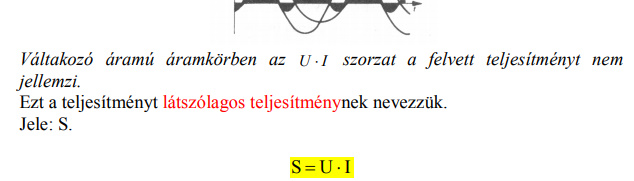 Váltakozó áramú áramkörben az U · I szorzat a felvett teljesítményt nem
jellemzi.
Ezt a teljesítményt látszólagos teljesítménynek nevezzük.
Jele: S.
S = U · I